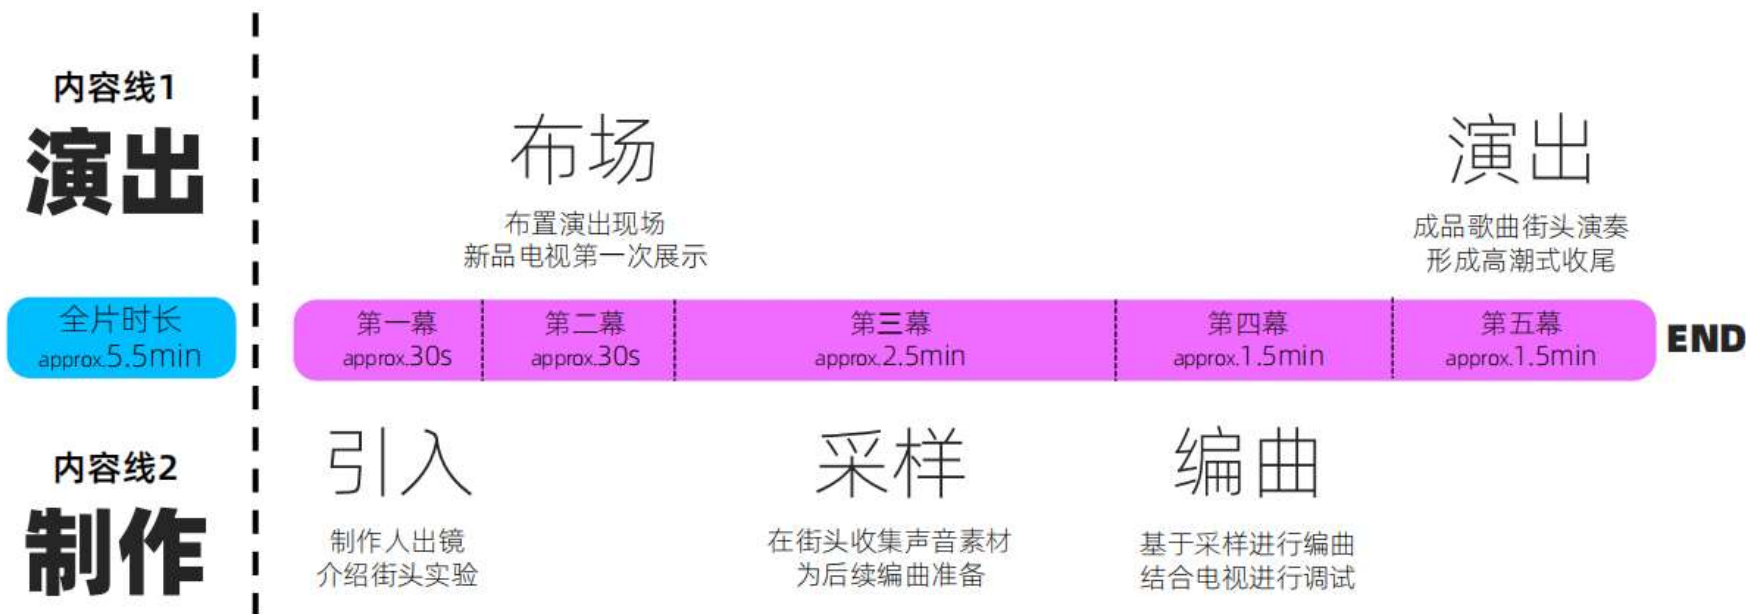 内容线1
演出
布场
布置演出现场
新品电视第一次展示
演出
成品歌曲街头演奏
形成高潮式收尾
全片时长
approx.5.5min
第一幕
approx.30s
第二幕
approx.30s
第三幕
approx.2.5min
第四幕
approx.1.5min
第五幕
approx.1.5min
END
内容线2
制作
引入
制作人出镜
介绍街头实验
采样
在街头收集声音素材
为后续编曲准备
编曲
基于采样进行编曲
结合电视进行调试